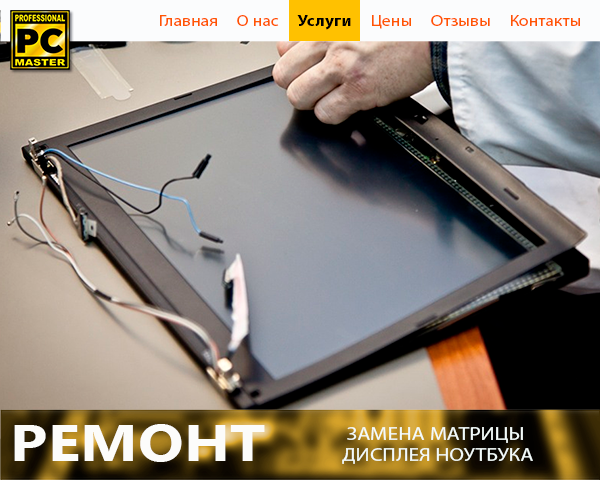 PROFESSIONAL
PC
MASTER
Главная О нас Услуги Цены Отзывы Контакты
РЕМОНТ
ЗАМЕНА МАТРИЦЫ
ДИСПЛЕЯ НОУТБУКА